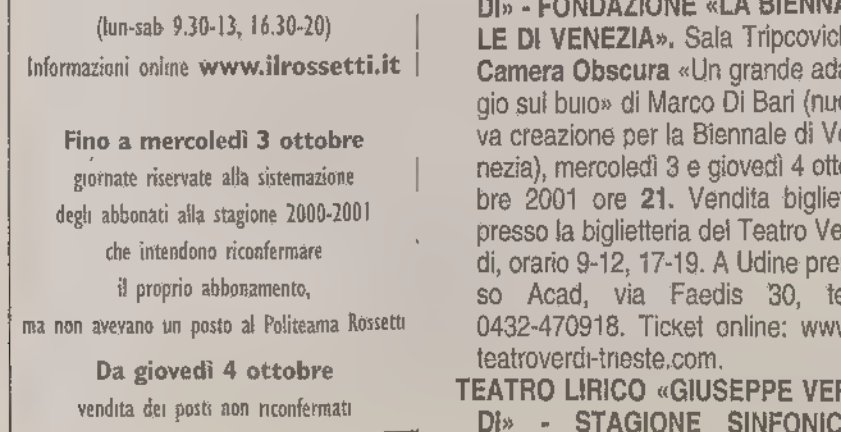 (lun-sab 9.30-13, 16.30-20)
Informazioni online www.ilrossetti.it
Fino a mercoledì 3 ottobre
giornate riservate alla sistemazione
degli abbonati alla stagione 2000-2001
che intendono riconfermare
il proprio abbonamento,
ma non avevano un posto al Politeama Rossetti
Da giovedì 4 ottobre
vendita dei posti non riconfermati
DI» - FONDAZIONE «LA BIENNA
LE DI VENEZIA». Sala Tripcovich
Camera Obscura «Un grande ada
gio sul buio» di Marco Di Bari (nuo
va creazione per la Biennale di Ve
nezia), mercoledì 3 e giovedì 4 otto
bre 2001 ore 21. Vendita bigliet
presso la biglietteria del Teatro Ver
di, orario 9-12, 17-19. A Udine pres
so Acad, via Faedis 30, te
0432-470918. Ticket online: www
teatroverdi-trieste.com.
TEATRO LIRICO «GIUSEPPE VER
DI» - STAGIONE SINFONIC